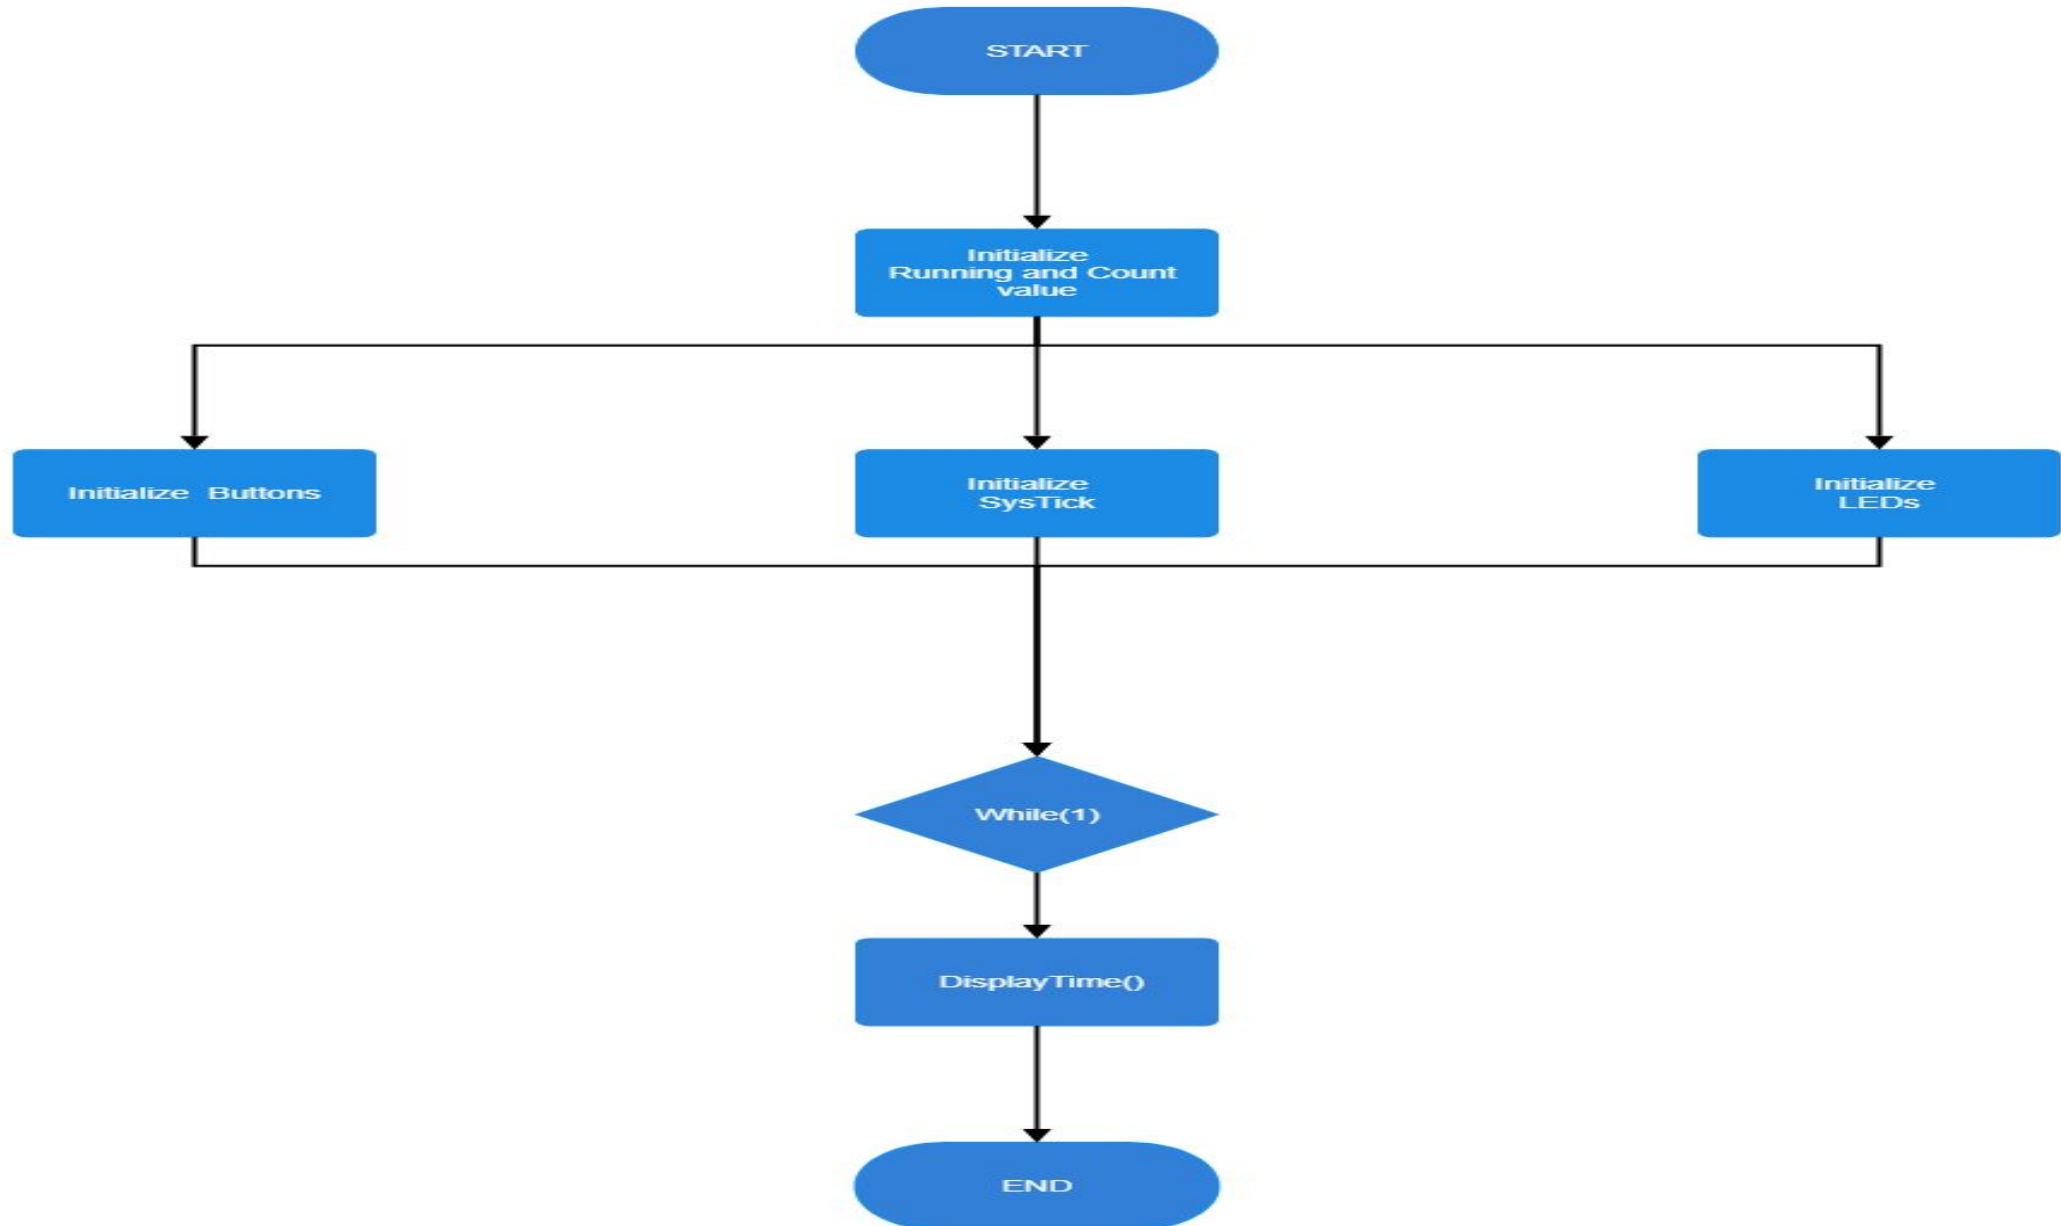 START
Initialize
Running and Count
value
Initialize  Buttons
Initialize
SysTick
Initialize
LEDs
While(1)
DisplayTime()
END